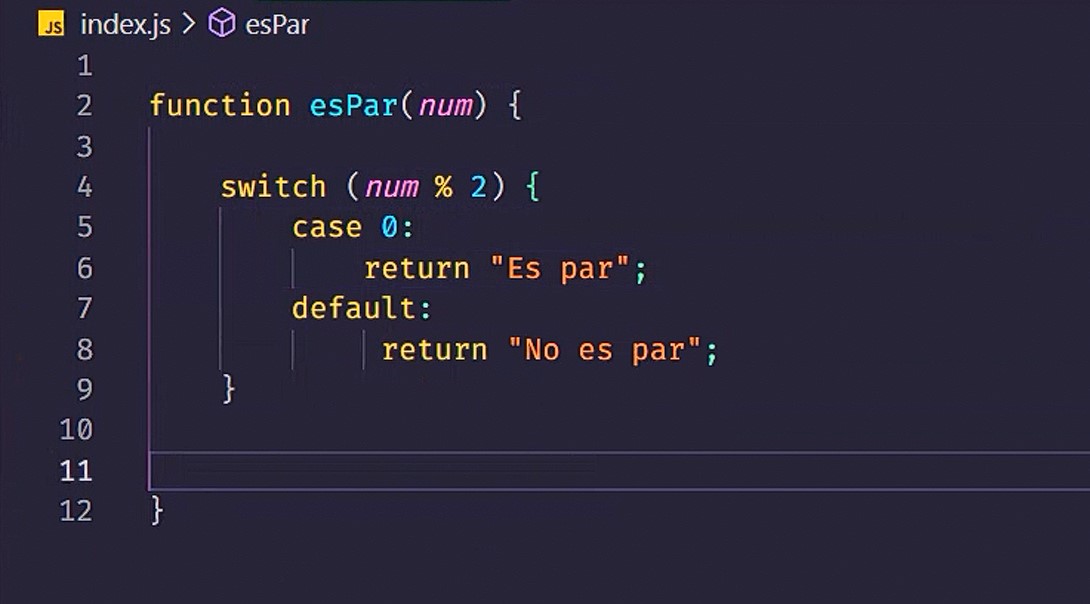 JS index.js > esPar
1
2 function esPar(num) {
3
4 switch (num % 2) {
5 case 0:
6 return "Es par";
7 default:
8 return "No es par";
9 }
10
11
12 }